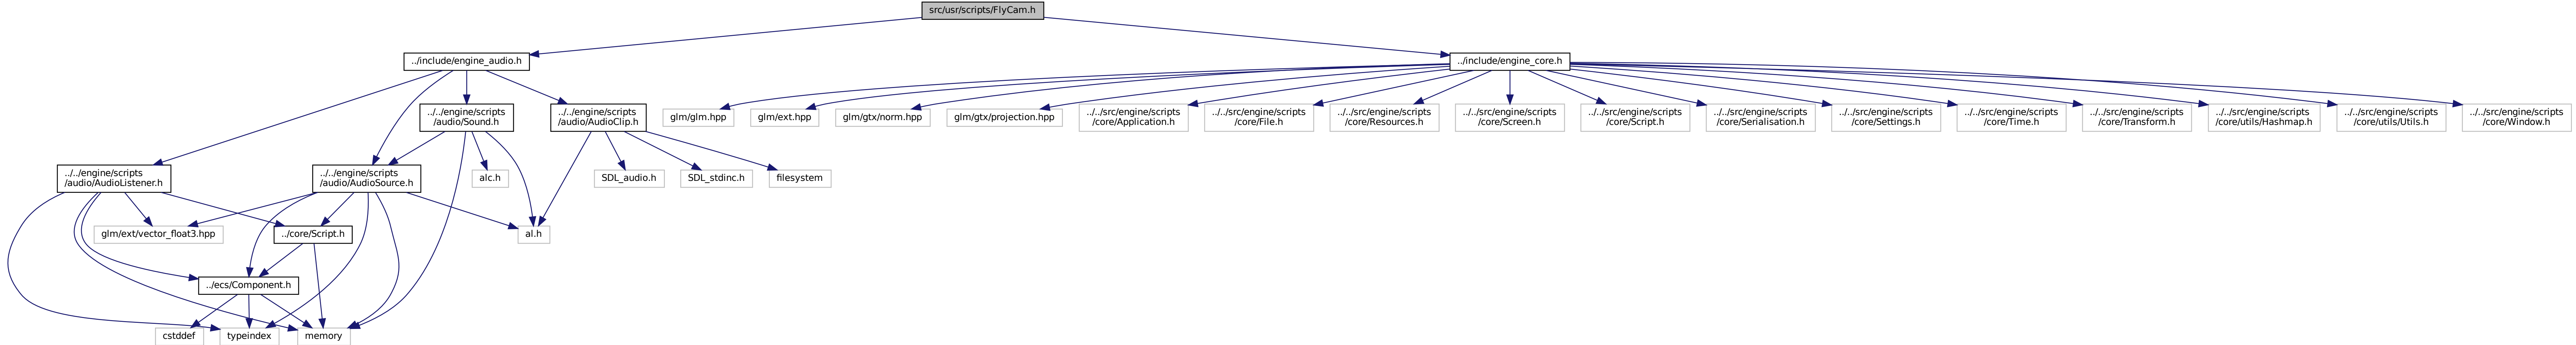 src/usr/scripts/FlyCam.h
../include/engine_audio.h
../include/engine_core.h
../../engine/scripts
/audio/Sound.h
../../engine/scripts
/audio/AudioClip.h
glm/glm.hpp
glm/ext.hpp
glm/gtx/norm.hpp
glm/gtx/projection.hpp
../../src/engine/scripts
core/Application.h
../../src/engine/scripts
core/File.h
../../src/engine/scripts
core/Resources.h
../../src/engine/scripts
core/Screen.h
../../src/engine/scripts
core/Script.h
../../src/engine/scripts
core/Serialisation.h
../../src/engine/scripts
core/Settings.h
../../src/engine/scripts
core/Time.h
../../src/engine/scripts
core/Transform.h
../../src/engine/scripts
core/utils/Hashmap.h
../../src/engine/scripts
core/utils/Utils.h
../../src/engine/scripts
core/Window.h
../../engine/scripts
/audio/AudioListener.h
../../engine/scripts
/audio/AudioSource.h
alc.h
SDL_audio.h
SDL_stdinc.h
filesystem
glm/ext/vector_float3.hpp
../core/Script.h
al.h
../ecs/Component.h
cstddef
typeindex
memory